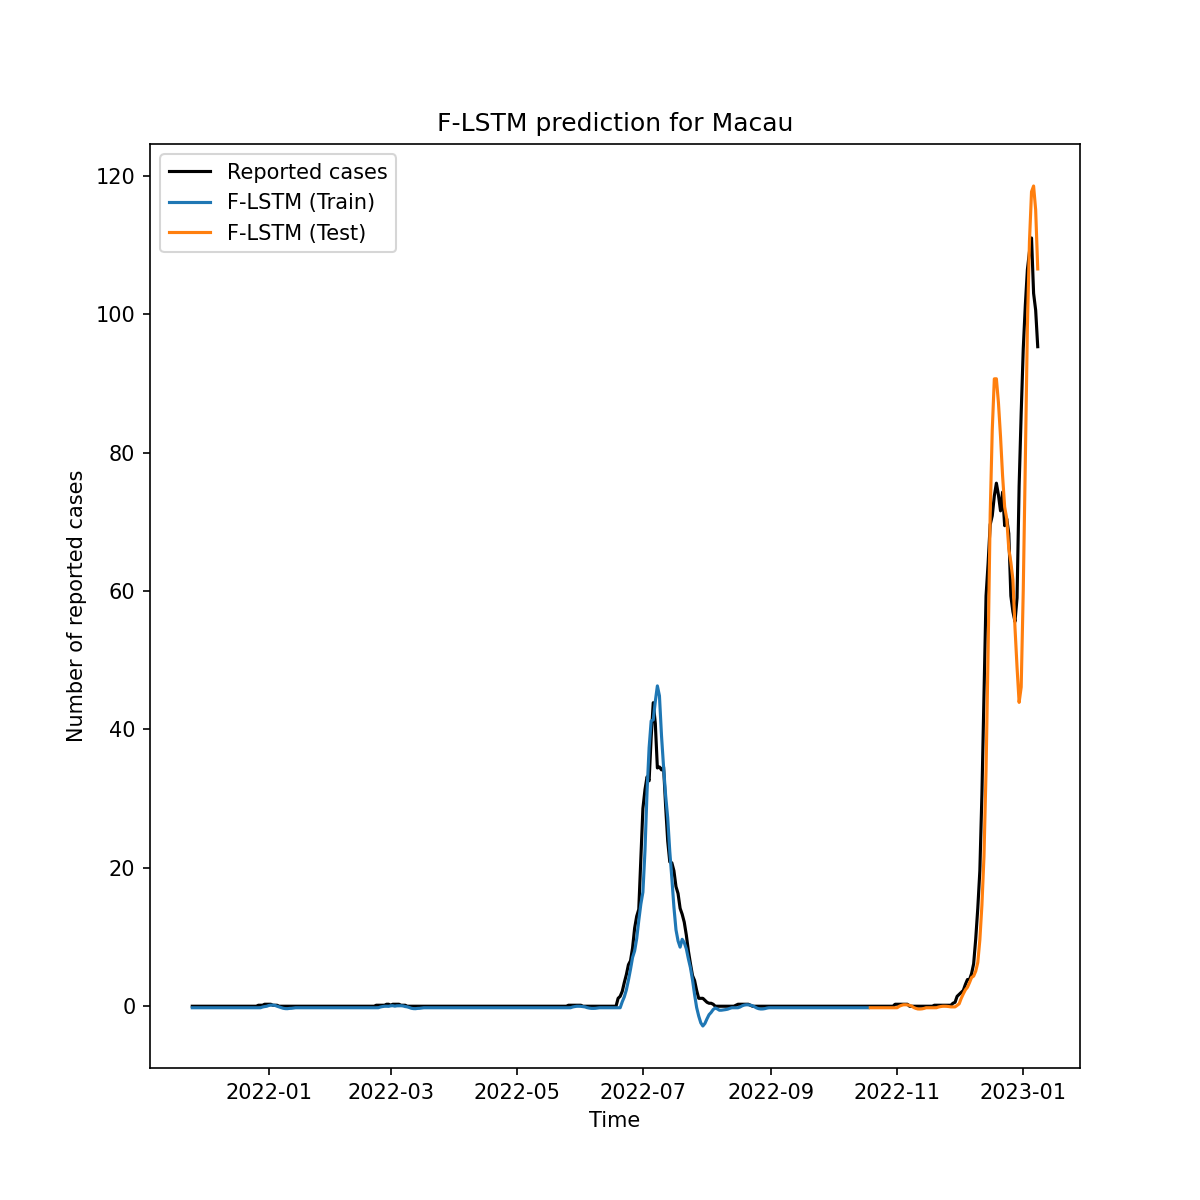 F-LSTM prediction for Macau
Reported cases
F-LSTM (Train)
F-LSTM (Test)
120
100
80
60
40
20
0
Number of reported cases
2022-01 2022-03 2022-05 2022-07 2022-09 2022-11 2023-01
Time